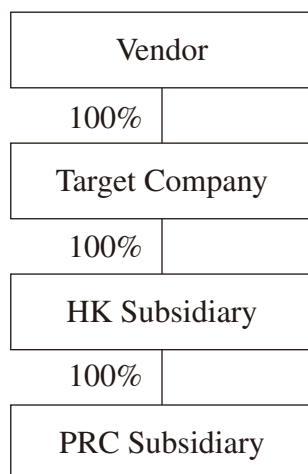 Vendor
100%
Target Company
100%
HK Subsidiary
100%
PRC Subsidiary